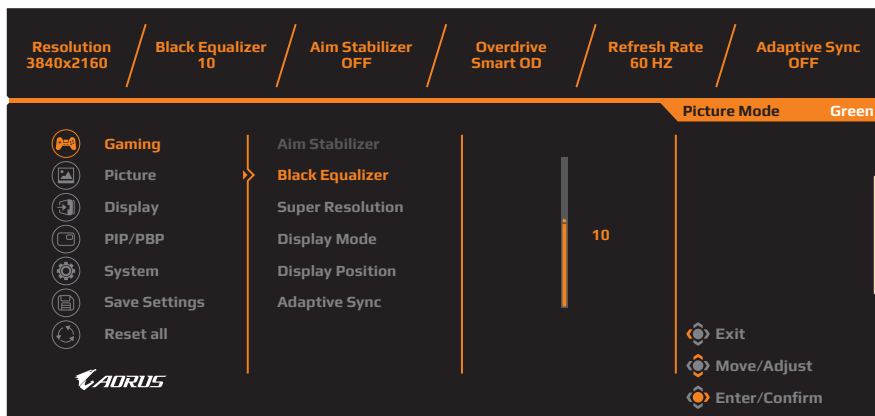 Resolution
3840x2160
Black Equalizer
10
Aim Stabilizer
OFF
Overdrive
Smart OD
Refresh Rate
60 HZ
Adaptive Sync
OFF
Picture Mode Green
Gaming
Picture
Display
PIP/PBP
System
Save Settings
Reset all
Aim Stabilizer
Black Equalizer
Super Resolution
Display Mode
Display Position
Adaptive Sync
10
Exit
Move/Adjust
Enter/Confirm
AORUS